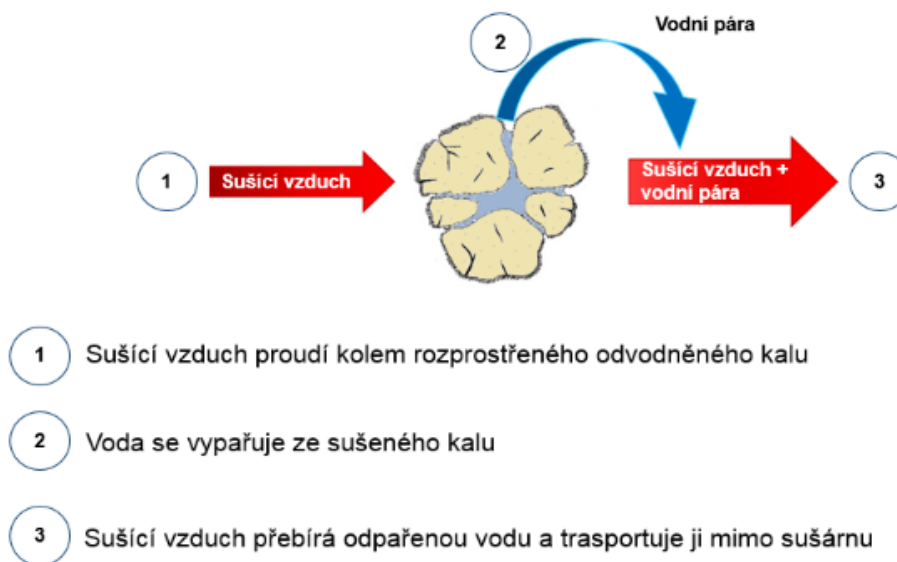 2
Vodní pára
1
Sušící vzduch
Sušící vzduch +
vodní pára
3
1
Sušící vzduch proudí kolem rozprostřeného odvodněného kalu
2
Voda se vypařuje ze sušeného kalu
3
Sušící vzduch přebírá odpařenou vodu a trasportuje ji mimo sušárnu